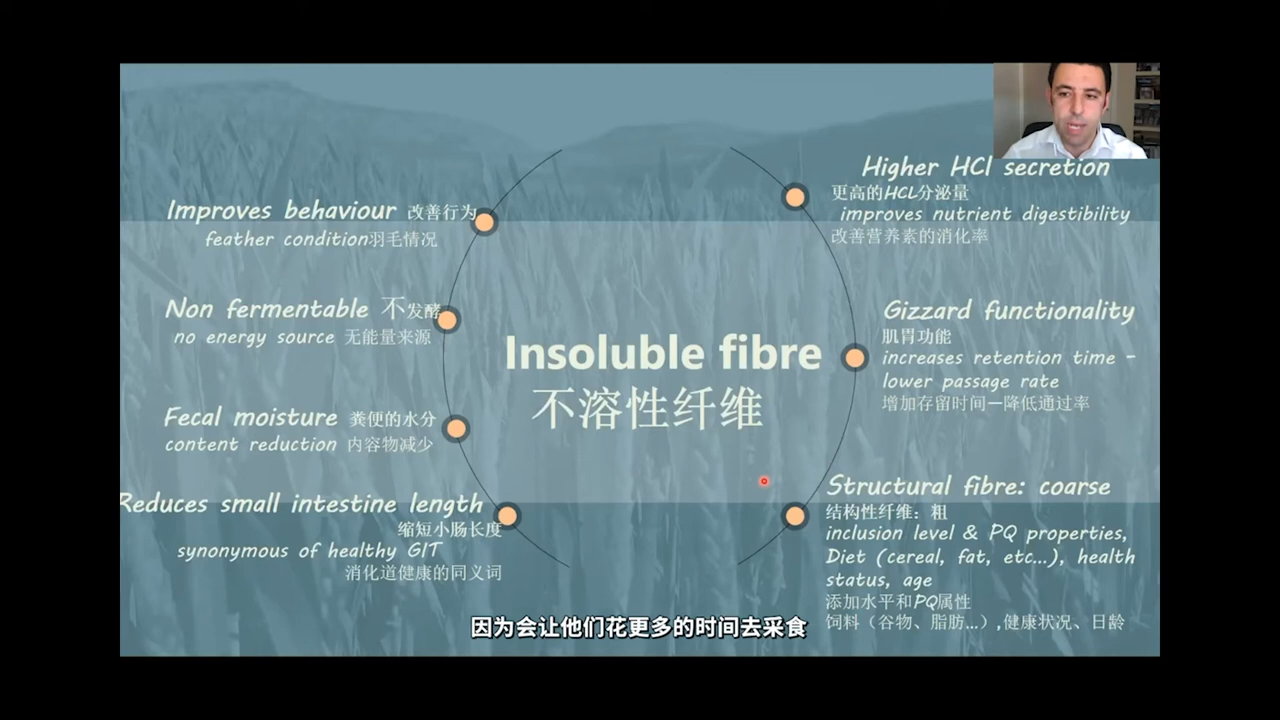 Improves behaviour 改善行为
feather condition羽毛情况
Non fermentable 不发酵
no energy source 无能量来源
Fecal moisture 粪便的水分
content reduction 内容物减少
Reduces small intestine length
缩短小肠长度
synonymous of healthy GIT
消化道健康的同义词
Insoluble fibre
不溶性纤维
Higher HCl secretion
更高的HCL分泌量
improves nutrient digestibility
改善营养素的消化率
Gizzard functionality
肌胃功能
increases retention time -
lower passage rate
增加存留时间—降低通过率
Structural fibre: coarse
结构性纤维：粗
inclusion level & PQ properties,
Diet (cereal, fat, etc...), health
status, age
添加水平和PQ属性
饲料（谷物、脂肪...）,健康状况、日龄
因为会让他们花更多的时间去采食